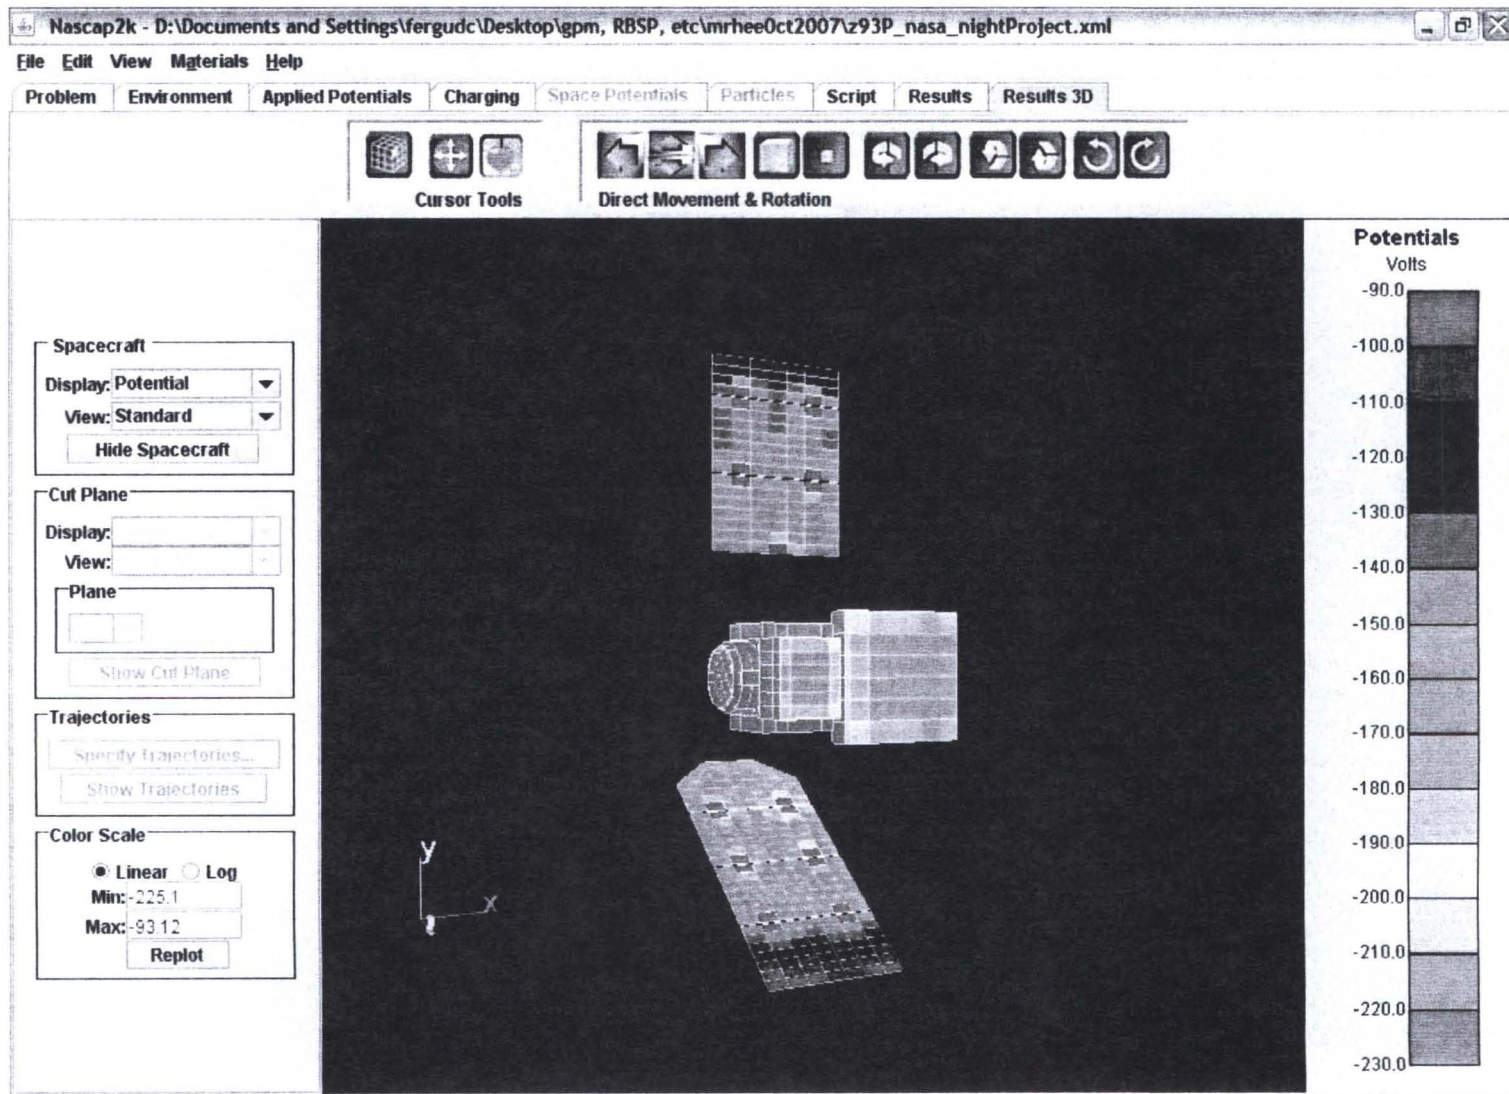 Nascap2k - D:\Documents and Settings\fergudc\Desktop\gpm, RBSP, etc\mrhee0ct2007\z93P_nasa_nightProject.xml
File Edit View Materials Help
Problem Environment Applied Potentials Charging Space Potentials Particles Script Results Results 3D
Cursor Tools
Direct Movement & Rotation
Spacecraft
Display: Potential
View: Standard
Hide Spacecraft
Cut Plane
Display:
View:
Plane
Show Cut Plane
Trajectories
Specify Trajectories...
Show Trajectories
Color Scale
Linear Log
Min: -225.1
Max: -93.12
Replot
y
x
Potentials
Volts
-90.0
-100.0
-110.0
-120.0
-130.0
-140.0
-150.0
-160.0
-170.0
-180.0
-190.0
-200.0
-210.0
-220.0
-230.0